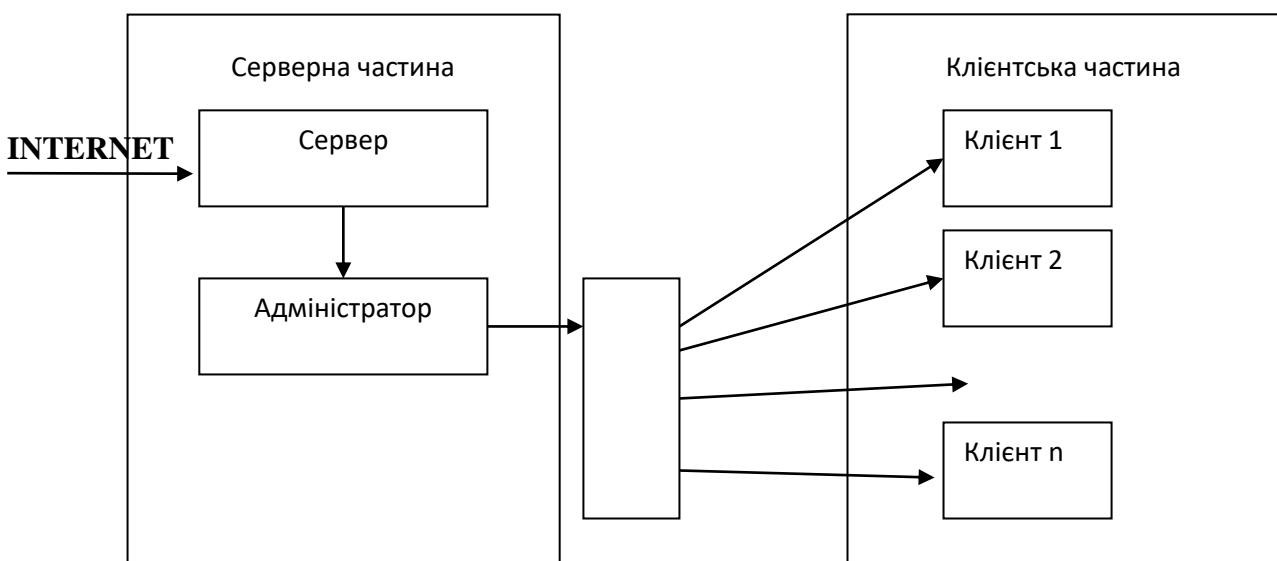 Серверна частина
Клієнтська частина
INTERNET
Сервер
Клієнт 1
Клієнт 2
Адміністратор
Клієнт n